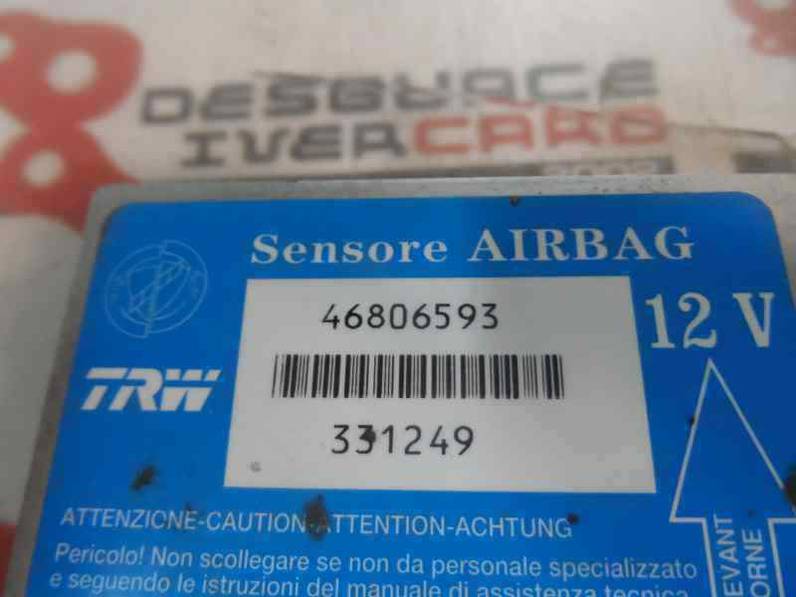 DESGUACE
IVERCARS
Sensore AIRBAG
46806593
12 V
TRW
331249
ATTENZIONE-CAUTION-ATTENTION-ACHTUNG
Pericolo! Non scollegare se non da personale specializzato
e seguendo le istruzioni del manuale di assistenza tecnica